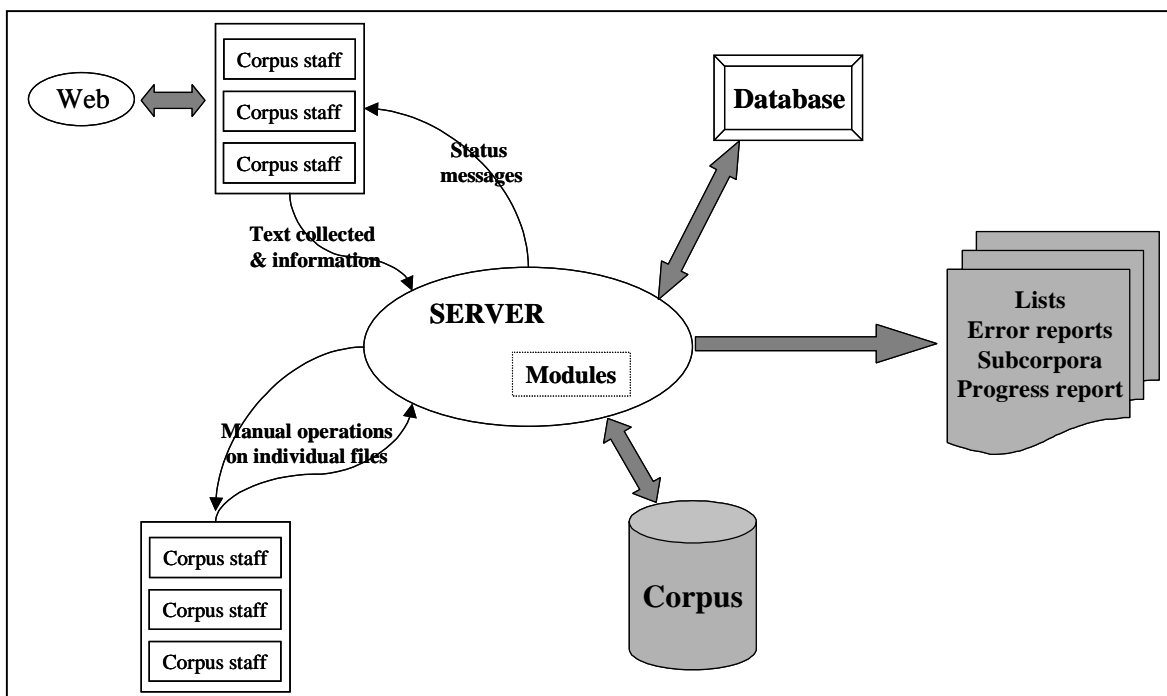 Web
Corpus staff
Corpus staff
Corpus staff
Status
messages
Database
Text collected
& information
SERVER
Modules
Lists
Error reports
Subcorpora
Progress report
Manual operations
on individual files
Corpus staff
Corpus staff
Corpus staff
Corpus